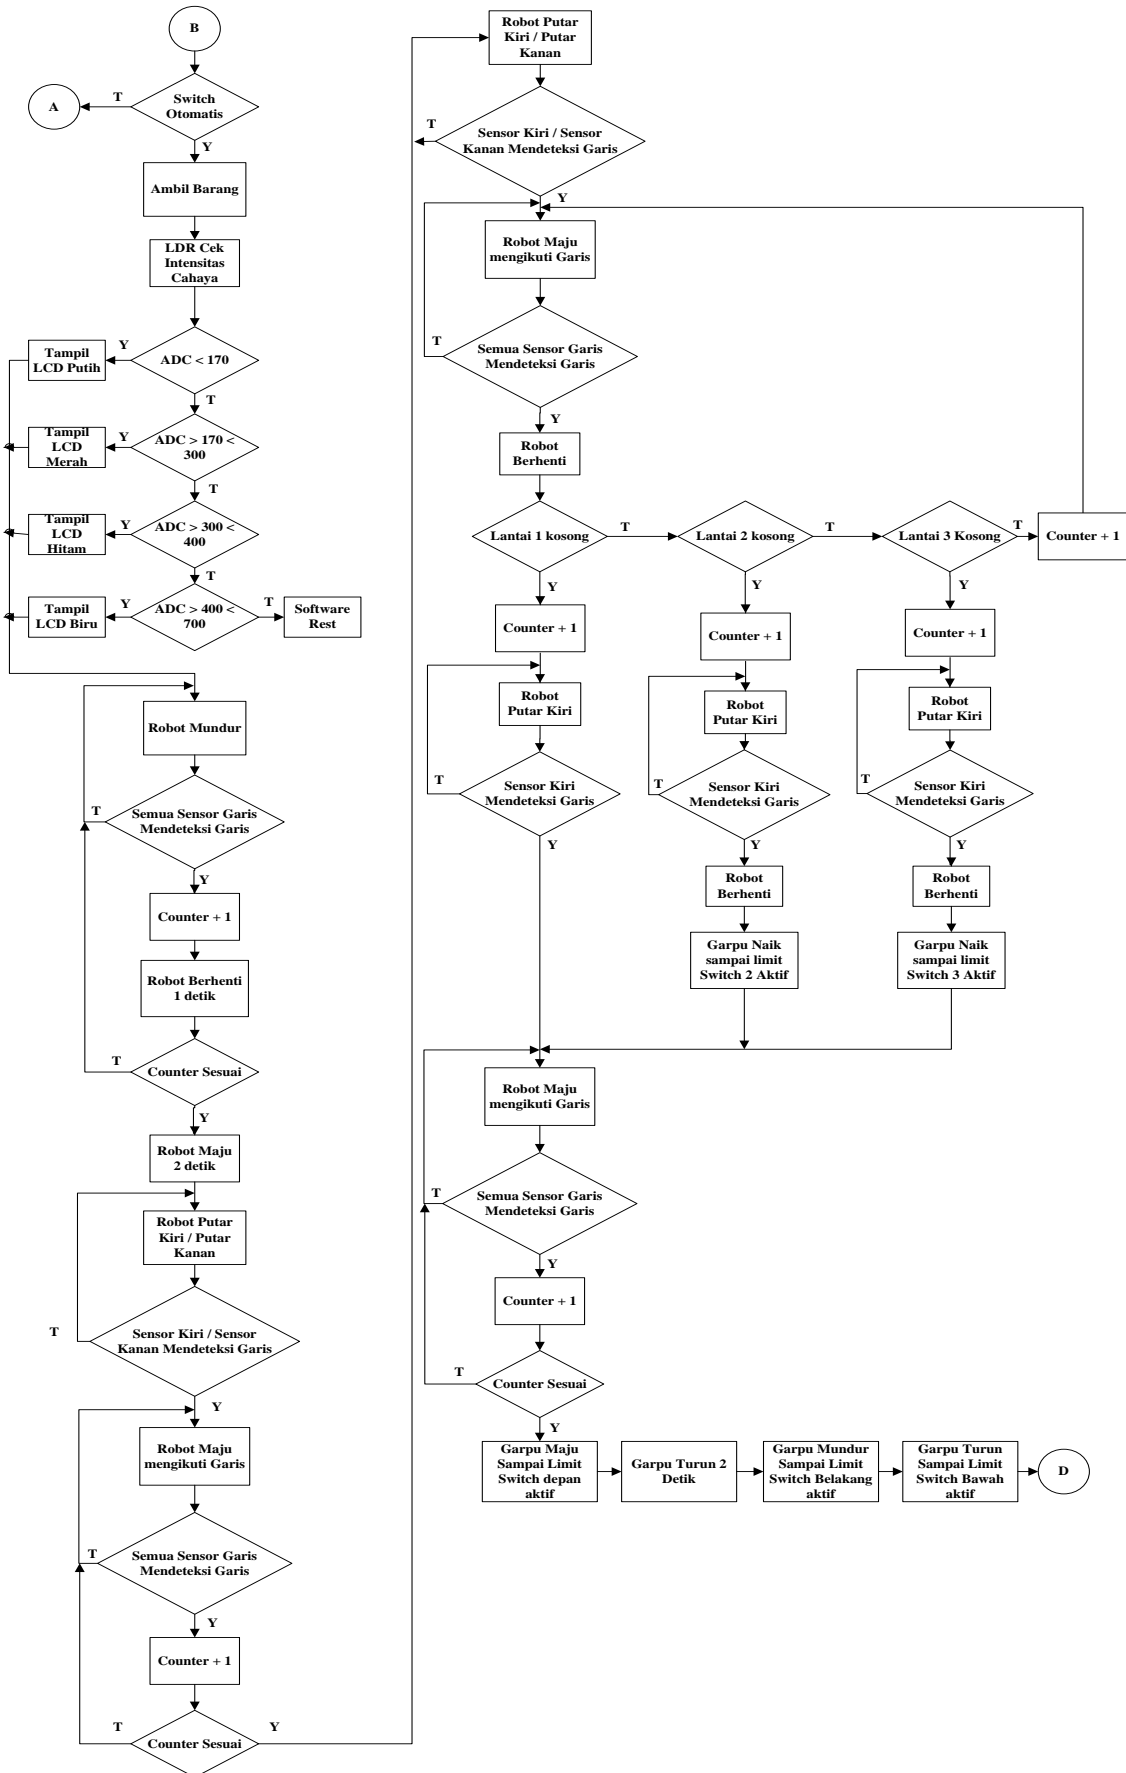 B
Switch
Otomatis
T
A
Y
Ambil Barang
LDR Cek
Intensitas
Cahaya
ADC < 170
Y
Tampil
LCD Putih
T
ADC > 170 <
300
Y
Tampil
LCD
Merah
T
ADC > 300 <
400
Y
Tampil
LCD
Hitam
T
ADC > 400 <
700
Y
Tampil
LCD Biru
T
Software
Rest
Robot Mundur
Semua Sensor Garis
Mendeteksi Garis
T
Y
Counter + 1
Robot Berhenti
1 detik
Counter Sesuai
T
Y
Robot Maju
2 detik
Robot Putar
Kiri / Putar
Kanan
Sensor Kiri / Sensor
Kanan Mendeteksi Garis
T
Y
Robot Maju
mengikuti Garis
Semua Sensor Garis
Mendeteksi Garis
T
Y
Counter + 1
Counter Sesuai
T
Y
Robot Putar
Kiri / Putar
Kanan
Sensor Kiri / Sensor
Kanan Mendeteksi Garis
T
Y
Robot Maju
mengikuti Garis
Semua Sensor Garis
Mendeteksi Garis
T
Y
Robot
Berhenti
Lantai 1 kosong
T
Lantai 2 kosong
T
Lantai 3 Kosong
T
Counter + 1
Y
Counter + 1
Robot
Putar Kiri
Sensor Kiri
Mendeteksi Garis
T
Y
Y
Counter + 1
Robot
Putar Kiri
Sensor Kiri
Mendeteksi Garis
T
Y
Robot
Berhenti
Garpu Naik
sampai limit
Switch 2 Aktif
Y
Counter + 1
Robot
Putar Kiri
Sensor Kiri
Mendeteksi Garis
T
Y
Robot
Berhenti
Garpu Naik
sampai limit
Switch 3 Aktif
Robot Maju
mengikuti Garis
Semua Sensor Garis
Mendeteksi Garis
T
Y
Counter + 1
Counter Sesuai
T
Y
Garpu Maju
Sampai Limit
Switch depan
aktif
Garpu Turun 2
Detik
Garpu Mundur
Sampai Limit
Switch Belakang
aktif
Garpu Turun
Sampai Limit
Switch Bawah
aktif
D